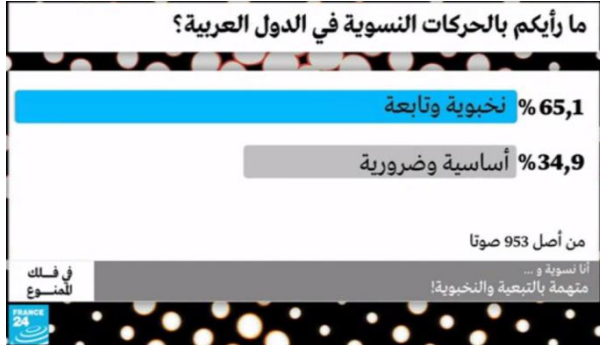 ما رأيكم بالحركات النسوية في الدول العربية؟
65,1 % نخبوية وتابعة
34,9 % أساسية وضرورية
من أصل 953 صوتا
أنا نسوية و ...
متهمة بالتبعية والنخبوية!
في فلك
الممنوع
FRANCE
24